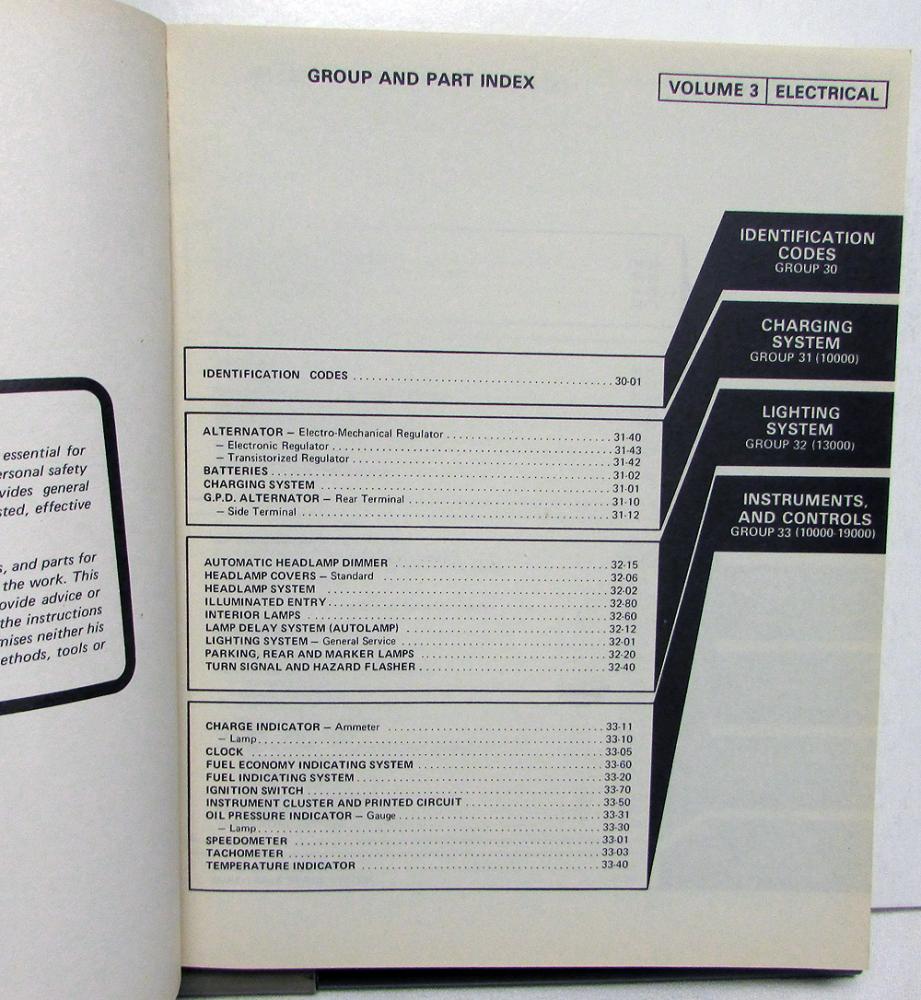 essential for
ersonal safety
vides general
sted, effective
s, and parts for
the work. This
ovide advice or
the instructions
mises neither his
ethods, tools or
GROUP AND PART INDEX
VOLUME 3 ELECTRICAL
IDENTIFICATION
CODES
GROUP 30
CHARGING
SYSTEM
GROUP 31 (10000)
LIGHTING
SYSTEM
GROUP 32 (13000)
INSTRUMENTS,
AND CONTROLS
GROUP 33 (10000-19000)
IDENTIFICATION CODES 30-01
ALTERNATOR – Electro-Mechanical Regulator 31-40
– Electronic Regulator 31-43
– Transistorized Regulator 31-42
BATTERIES 31-02
CHARGING SYSTEM 31-01
G.P.D. ALTERNATOR – Rear Terminal 31-10
– Side Terminal 31-12
AUTOMATIC HEADLAMP DIMMER 32-15
HEADLAMP COVERS – Standard 32-06
HEADLAMP SYSTEM 32-02
ILLUMINATED ENTRY 32-80
INTERIOR LAMPS 32-60
LAMP DELAY SYSTEM (AUTOLAMP) 32-12
LIGHTING SYSTEM – General Service 32-01
PARKING, REAR AND MARKER LAMPS 32-20
TURN SIGNAL AND HAZARD FLASHER 32-40
CHARGE INDICATOR – Ammeter 33-11
– Lamp 33-10
CLOCK 33-05
FUEL ECONOMY INDICATING SYSTEM 33-60
FUEL INDICATING SYSTEM 33-20
IGNITION SWITCH 33-70
INSTRUMENT CLUSTER AND PRINTED CIRCUIT 33-50
OIL PRESSURE INDICATOR – Gauge 33-31
– Lamp 33-30
SPEEDOMETER 33-01
TACHOMETER 33-03
TEMPERATURE INDICATOR 33-40